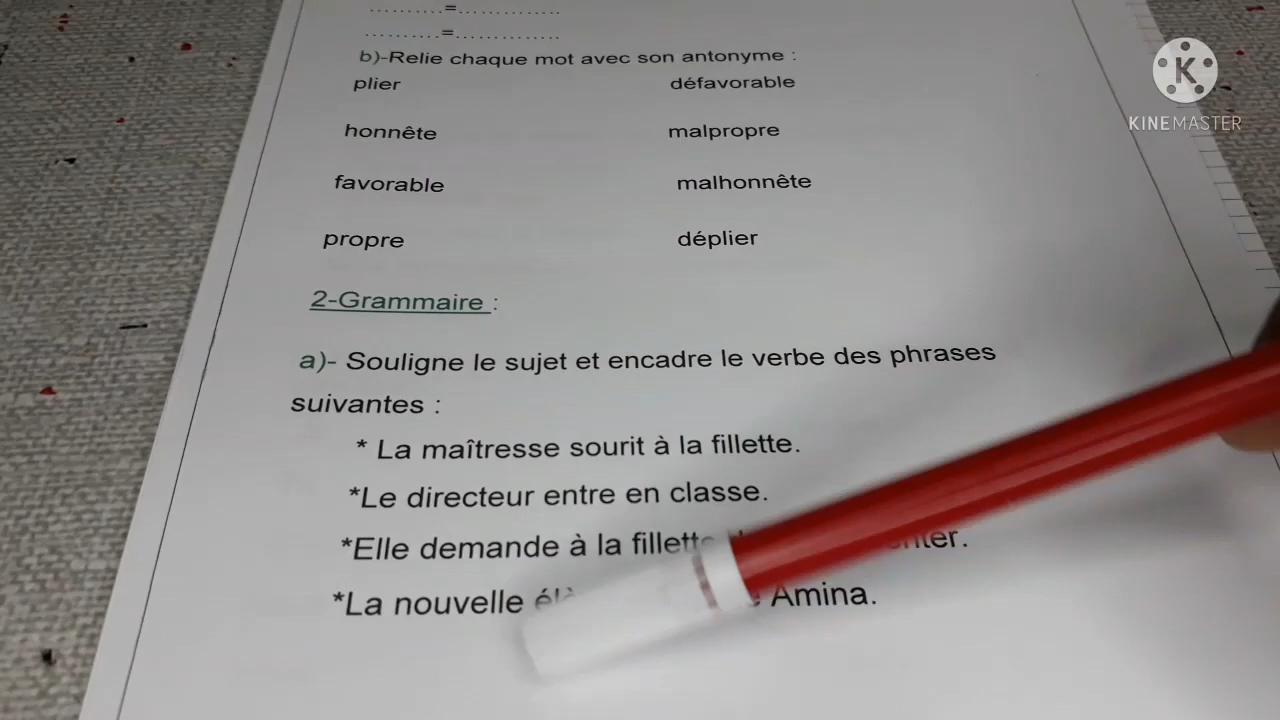 ..........=..............
..........=..............
b)-Relie chaque mot avec son antonyme :
plier défavorable
honnête malpropre
favorable malhonnête
propre déplier
2-Grammaire :
a)- Souligne le sujet et encadre le verbe des phrases
suivantes :
* La maîtresse sourit à la fillette.
*Le directeur entre en classe.
*Elle demande à la fillette
*La nouvelle Amina.
KINEMASTER